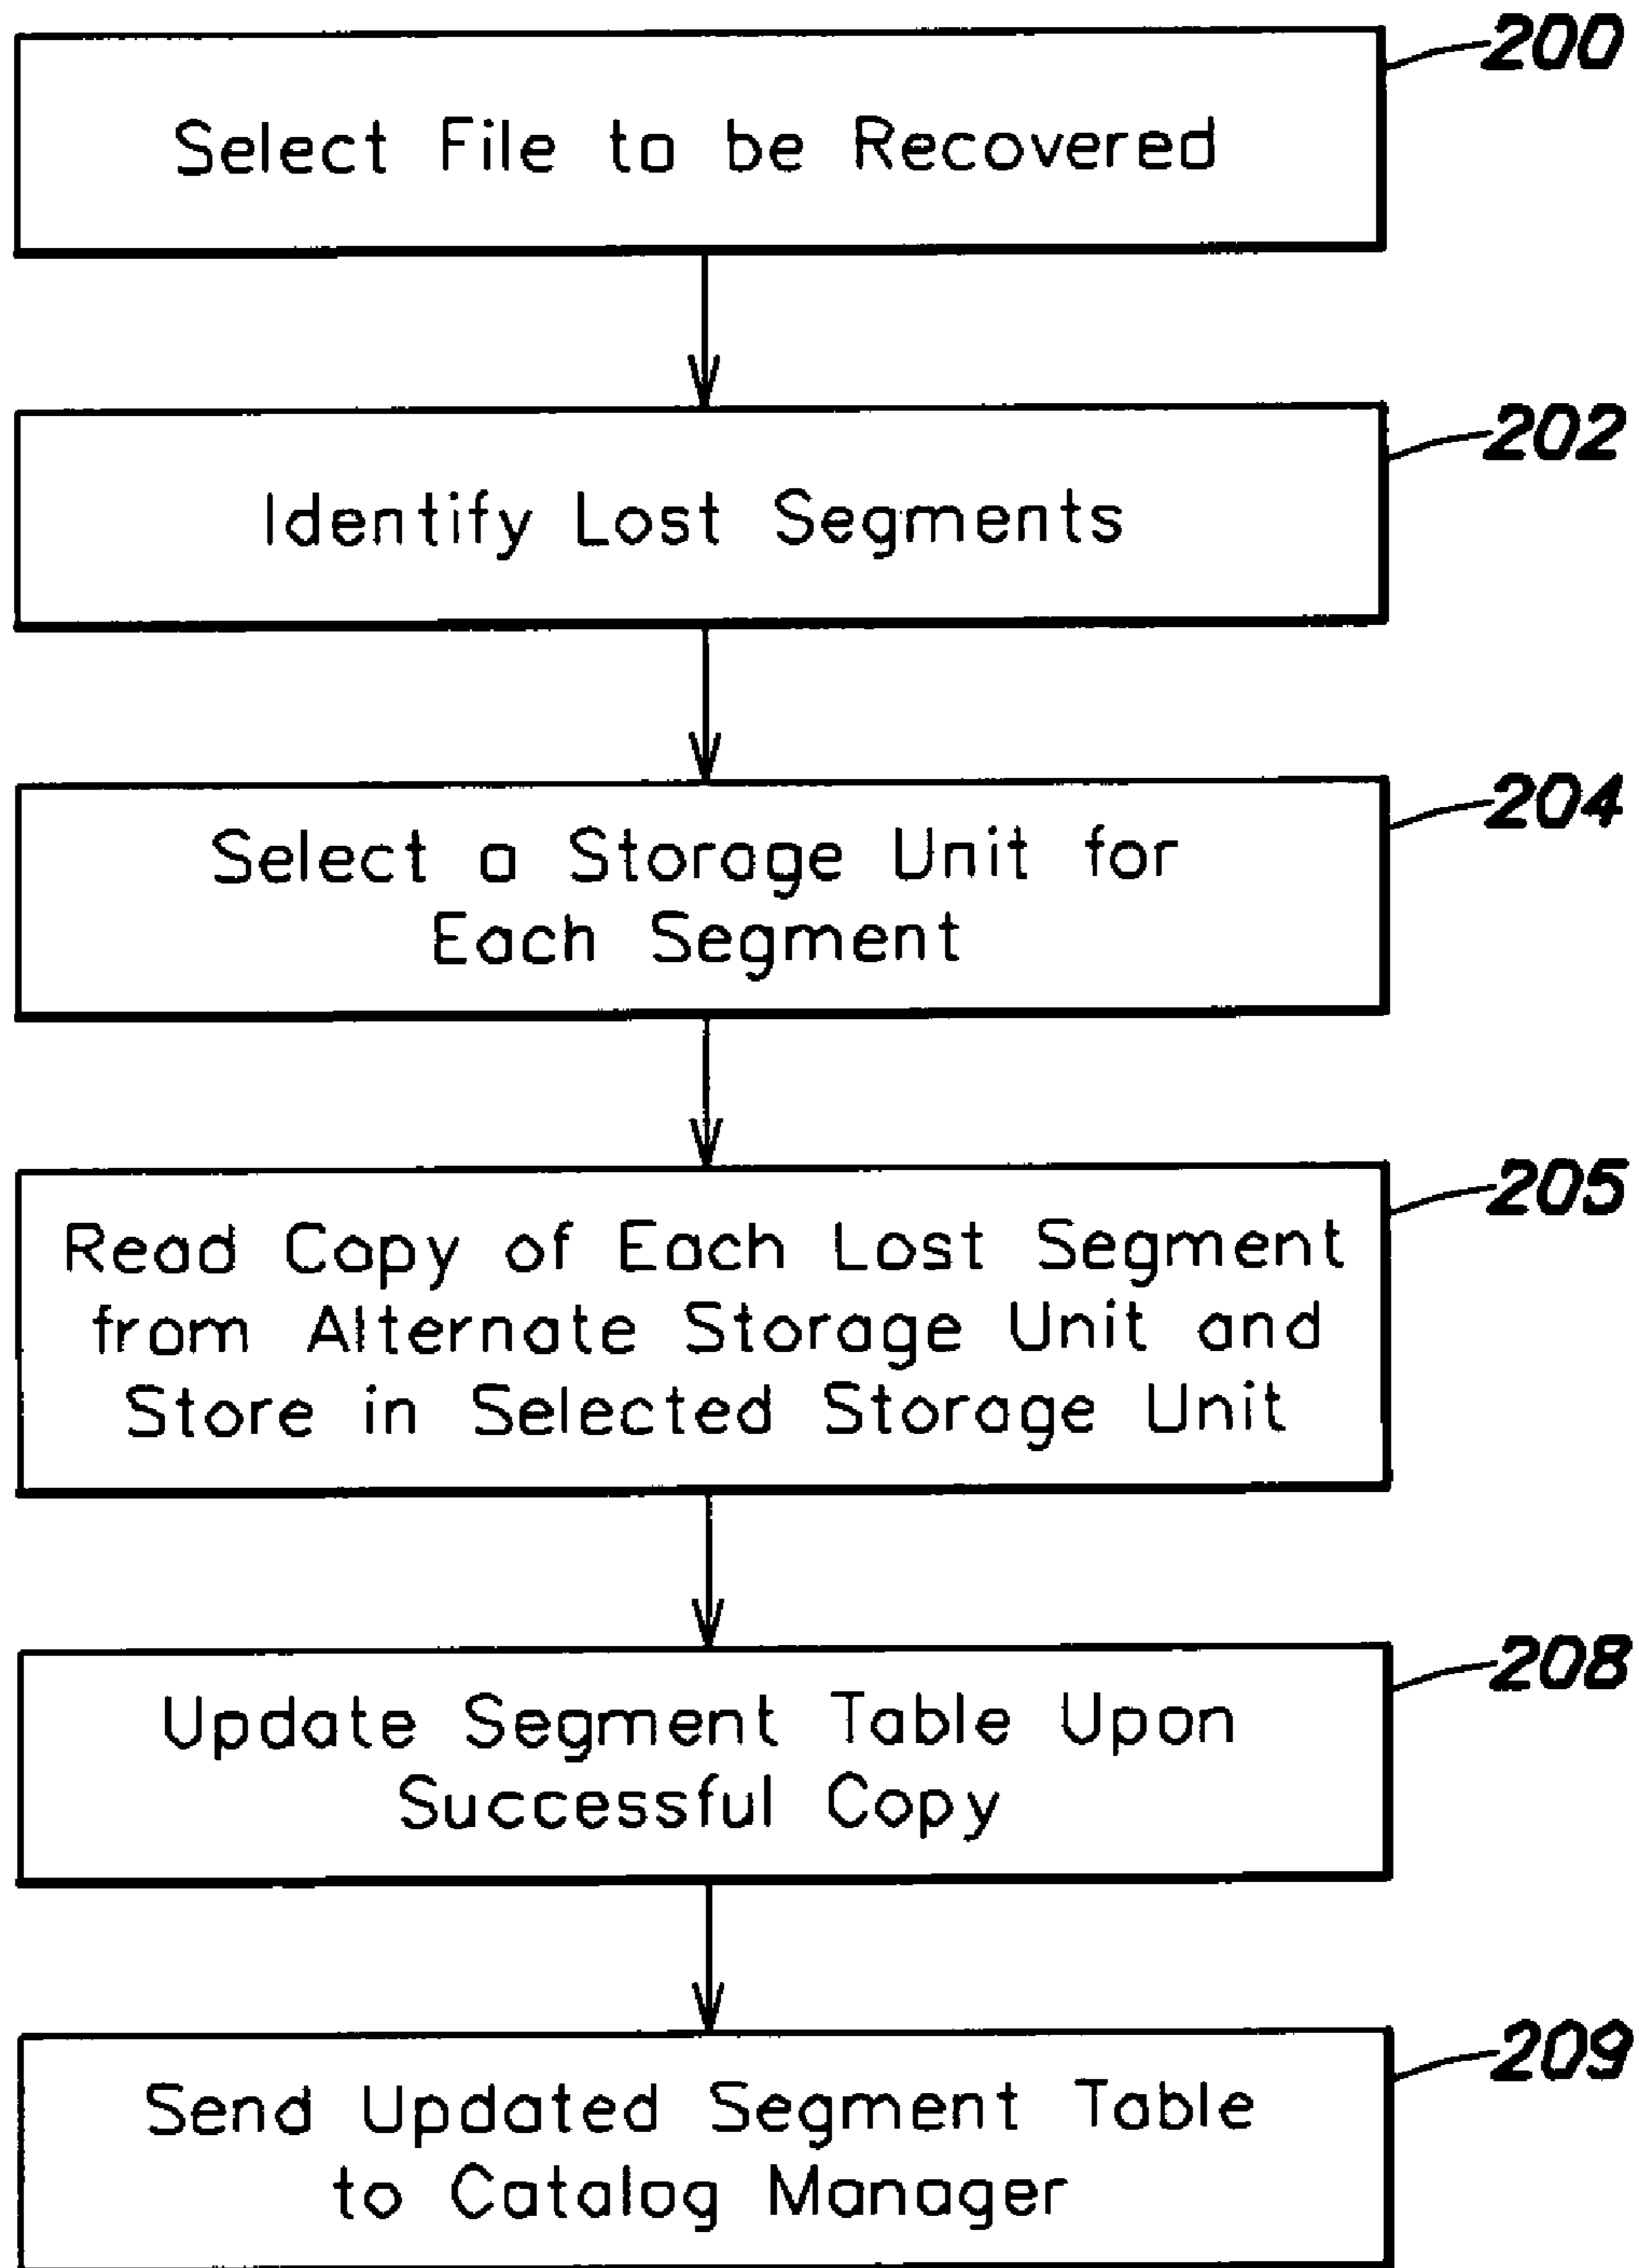 200
Select File to be Recovered
202
Identify Lost Segments
204
Select a Storage Unit for
Each Segment
205
Read Copy of Each Lost Segment
from Alternate Storage Unit and
Store in Selected Storage Unit
208
Update Segment Table Upon
Successful Copy
209
Send Updated Segment Table
to Catalog Manager